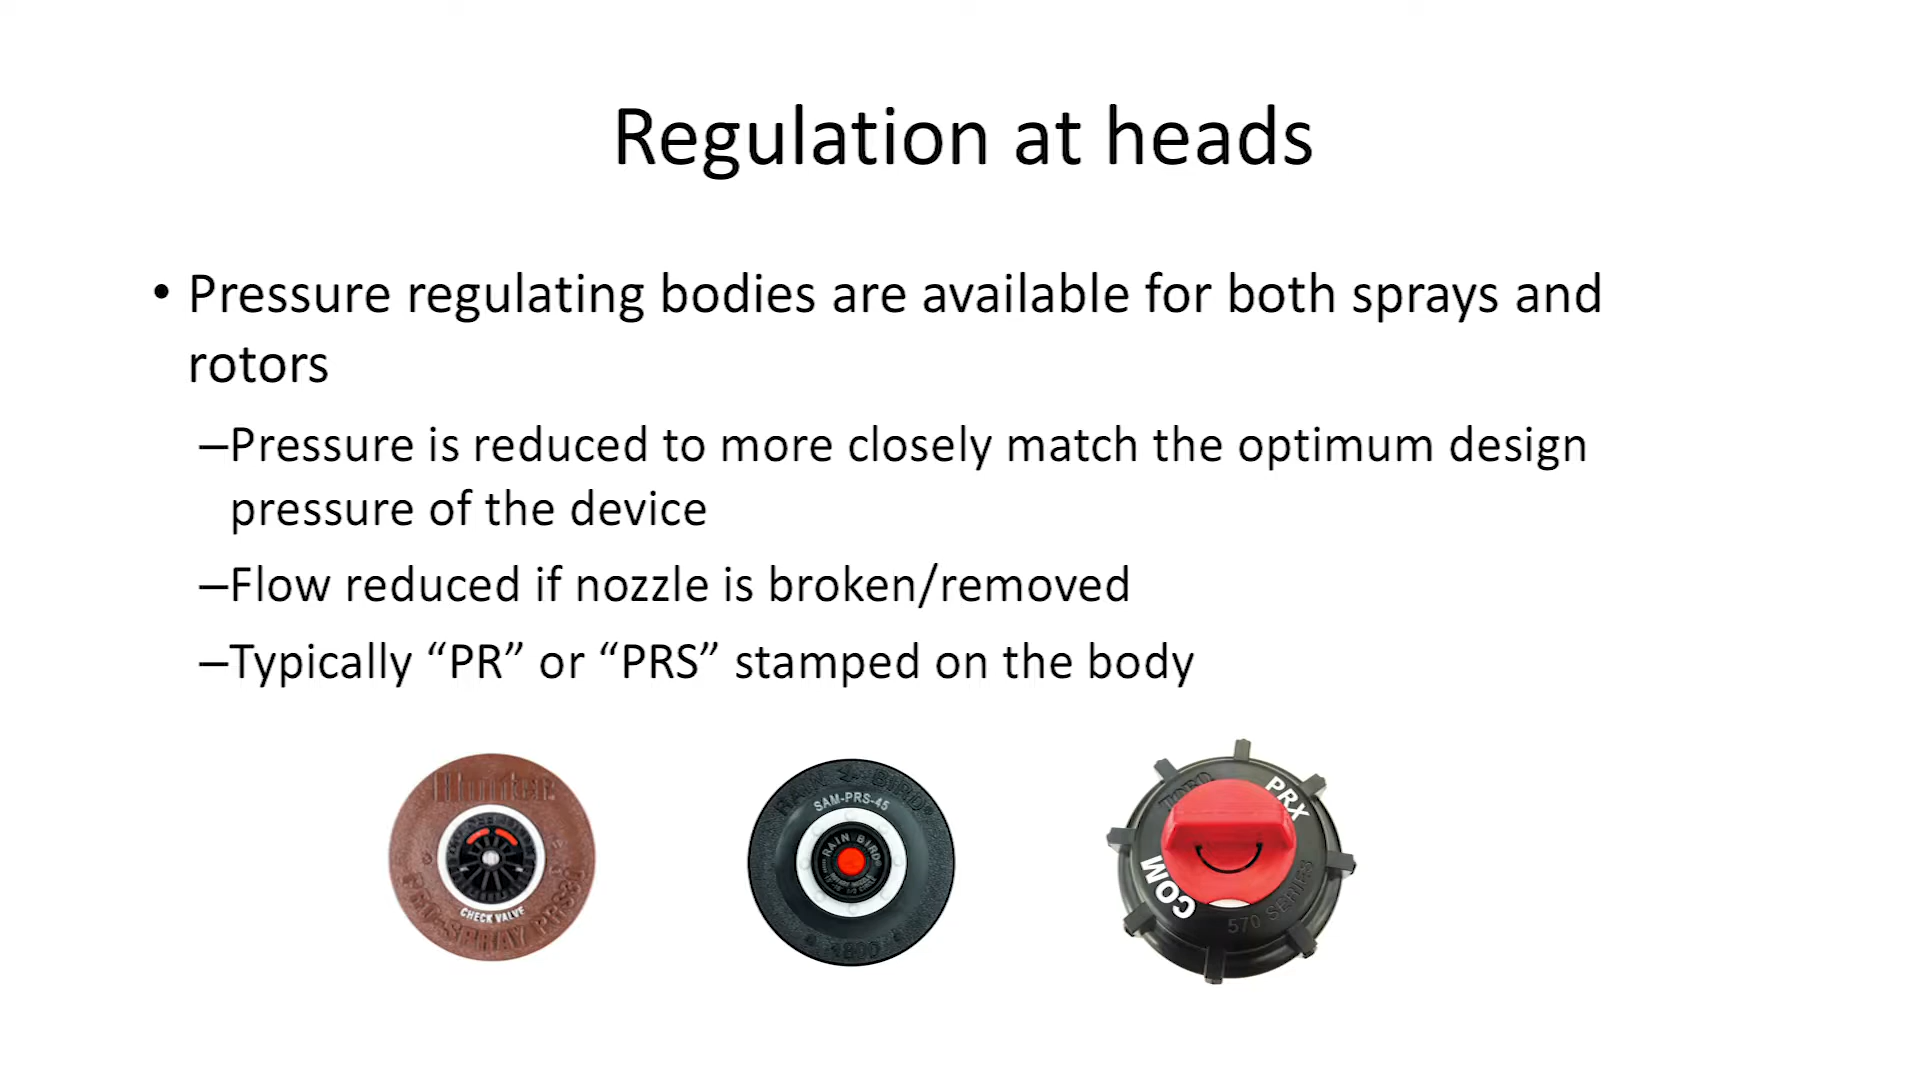 Regulation at heads
• Pressure regulating bodies are available for both sprays and
rotors
–Pressure is reduced to more closely match the optimum design
pressure of the device
–Flow reduced if nozzle is broken/removed
–Typically “PR” or “PRS” stamped on the body
Hunter
CHECK VALVE
PRO-SPRAY PRS30
RAIN BIRD
SAM-PRS-45
RAIN BIRD
1800
TORO
PRX
COM
570 SERIES